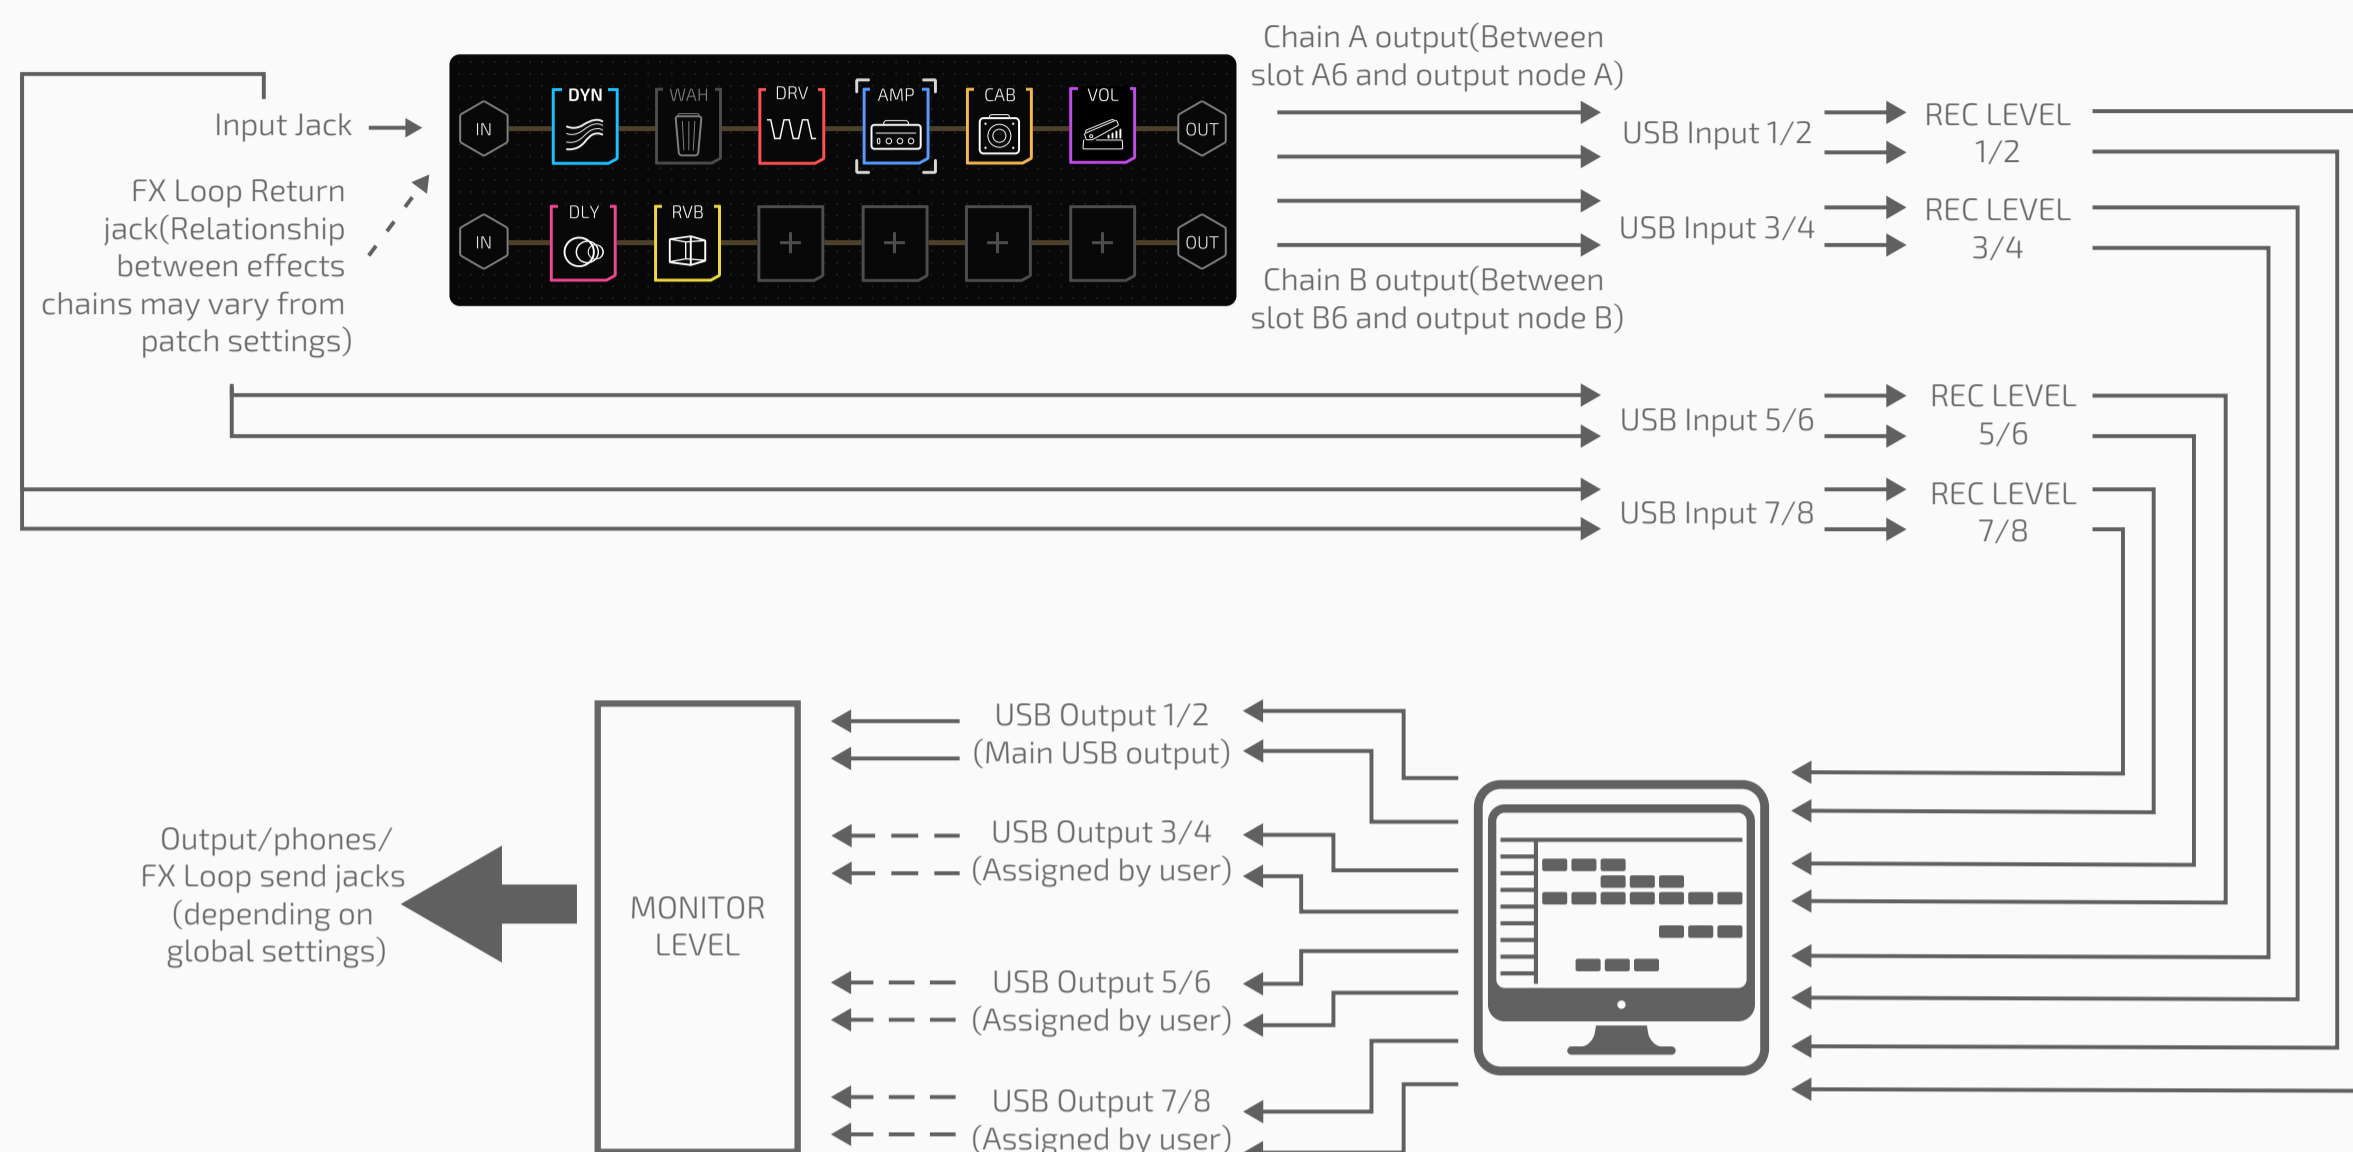 Chain A output(Between
slot A6 and output node A)
Input Jack
FX Loop Return
jack(Relationship
between effects
chains may vary from
patch settings)
IN
DYN
WAH
DRV
AMP
CAB
VOL
OUT
IN
DLY
RVB
OUT
USB Input 1/2
REC LEVEL
1/2
USB Input 3/4
REC LEVEL
3/4
Chain B output(Between
slot B6 and output node B)
USB Input 5/6
REC LEVEL
5/6
USB Input 7/8
REC LEVEL
7/8
USB Output 1/2
(Main USB output)
USB Output 3/4
(Assigned by user)
USB Output 5/6
(Assigned by user)
USB Output 7/8
(Assigned by user)
MONITOR
LEVEL
Output/phones/
FX Loop send jacks
(depending on
global settings)